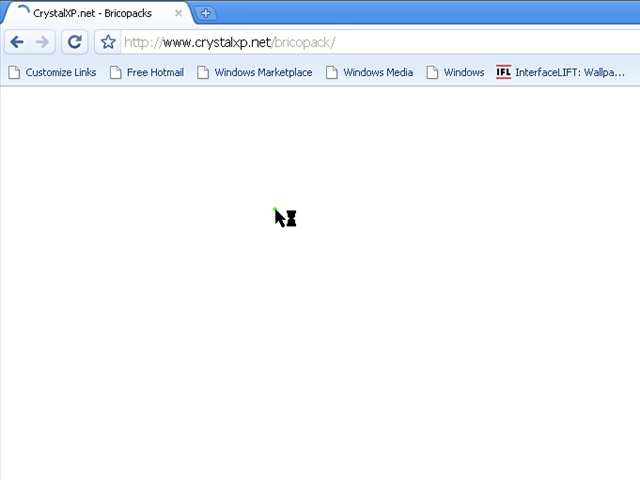 CrystalXP.net - Bricopacks
http://www.crystalxp.net/bricopack/
Customize Links Free Hotmail Windows Marketplace Windows Media Windows IFL InterfaceLIFT: Wallpa...